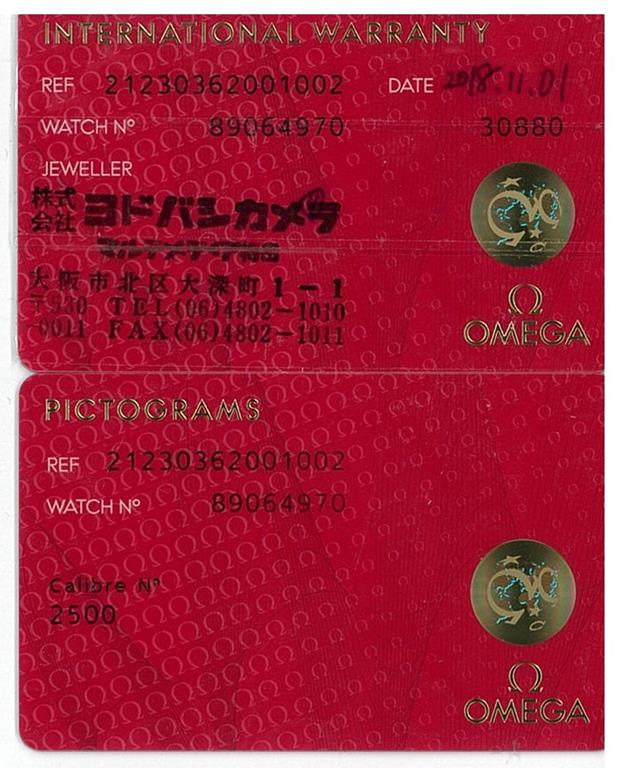 INTERNATIONAL WARRANTY
REF 21230362001002 DATE 2018.11.01
WATCH Nº 89064970 30880
JEWELLER
株式会社 ヨドバシカメラ
大阪市北区大深町1-1
〒530 TEL(06)4802-1010
0011 FAX(06)4802-1011
Ω
OMEGA
PICTOGRAMS
REF 21230362001002
WATCH Nº 89064970
Calibre Nº
2500
Ω
OMEGA